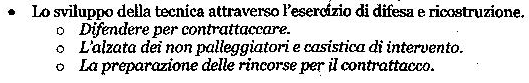 • Lo sviluppo della tecnica attraverso l'esercizio di difesa e ricostruzione.
o Difendere per contrattaccare.
o L'alzata dei non palleggiatori e casistica di intervento.
o La preparazione delle rincorse per il contrattacco.